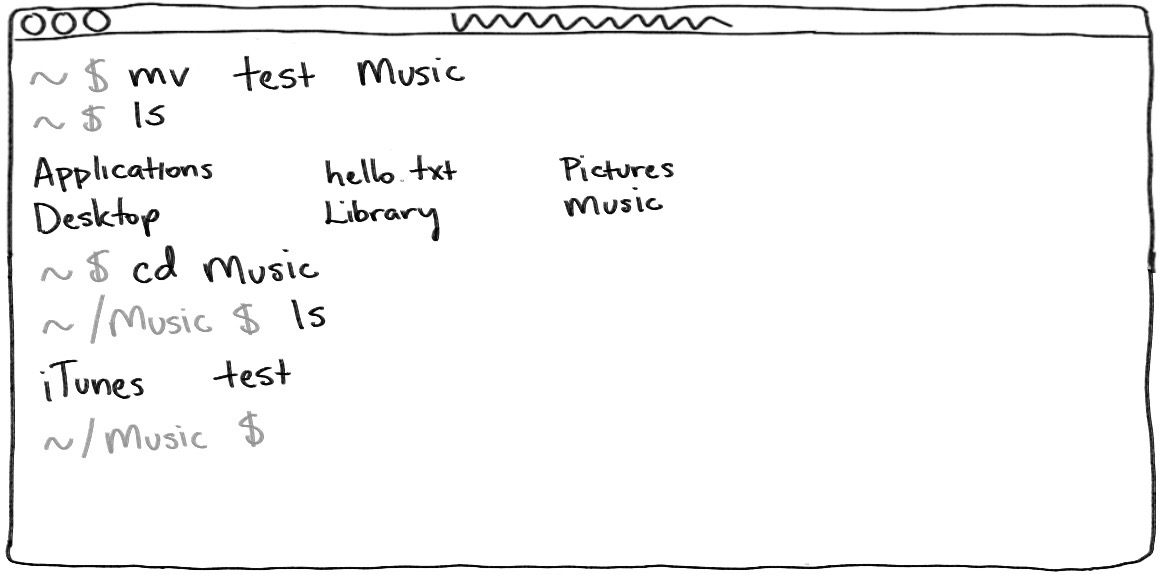 ~ $ mv test Music
~ $ ls
Applications hello.txt Pictures
Desktop Library Music
~ $ cd Music
~/Music $ ls
iTunes test
~/Music $